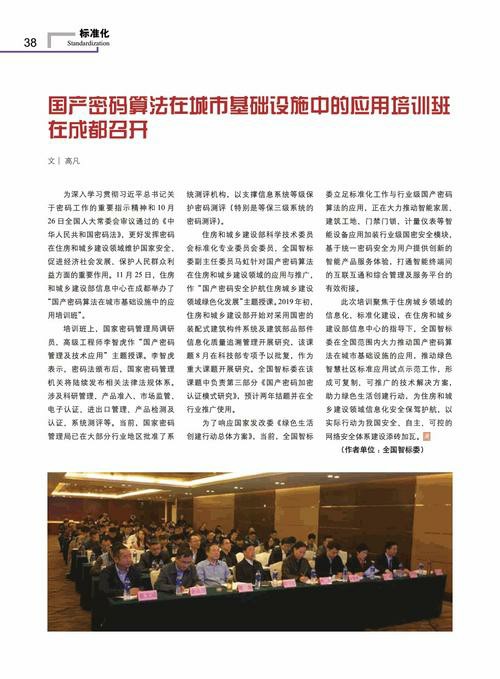 38
标准化
Standardization
国产密码算法在城市基础设施中的应用培训班
在成都召开
文｜高凡
为深入学习贯彻习近平总书记关
于密码工作的重要指示精神和 10 月
26 日全国人大常委会审议通过的《中
华人民共和国密码法》，更好发挥密码
在住房和城乡建设领域维护国家安全、
促进经济社会发展、保护人民群众利
益方面的重要作用。11 月 25 日，住房
和城乡建设部信息中心在成都举办了
“国产密码算法在城市基础设施中的应
用培训班”。
培训班上，国家密码管理局调研
员、高级工程师李智虎作“国产密码
管理及技术应用”主题授课。李智虎
表示，密码法颁布后，国家密码管理
机关将陆续发布相关法律法规体系。
涉及科研管理、产品准入、市场监管、
电子认证、进出口管理、产品检测及
认证、系统测评等。当前，国家密码
管理局已在大部分行业地区批准了系
统测评机构，以支撑信息系统等级保
护密码测评（特别是等保三级系统的
密码测评）。
住房和城乡建设部科学技术委员
会标准化专业委员会委员、全国智标
委副主任委员马虹针对国产密码算法
在住房和城乡建设领域的应用与推广，
作“国产密码安全护航住房城乡建设
领域绿色化发展”主题授课。2019 年初，
住房和城乡建设部开始对采用国密的
装配式建筑构件系统及建筑部品部件
信息化质量追溯管理开展研究，该课
题 8 月在科技部专项予以批复，作为
重大课题开展研究。全国智标委在该
课题中负责第三部分《国产密码加密
认证模式研究》，预计两年结题并在全
行业推广使用。
为了响应国家发改委《绿色生活
创建行动总体方案》，当前，全国智标
委立足标准化工作与行业级国产密码
算法的应用，正在大力推动智能家居、
建筑工地、门禁门锁、计量仪表等智
能设备应用加装行业级国密安全模块，
基于统一密码安全为用户提供创新的
智能产品服务体验，打通智能终端间
的互联互通和综合管理及服务平台的
有效衔接。
此次培训聚焦于住房城乡领域的
信息化、标准化建设，在住房和城乡
建设部信息中心的指导下，全国智标
委在全国范围内大力推动国产密码算
法在城市基础设施的应用，推动绿色
智慧社区标准应用试点示范工作，形
成可复制、可推广的技术解决方案，
助力绿色生活创建行动，为住房和城
乡建设领域信息化安全保驾护航，以
实际行动为我国安全、自主、可控的
网络安全体系建设添砖加瓦。
（作者单位：全国智标委）